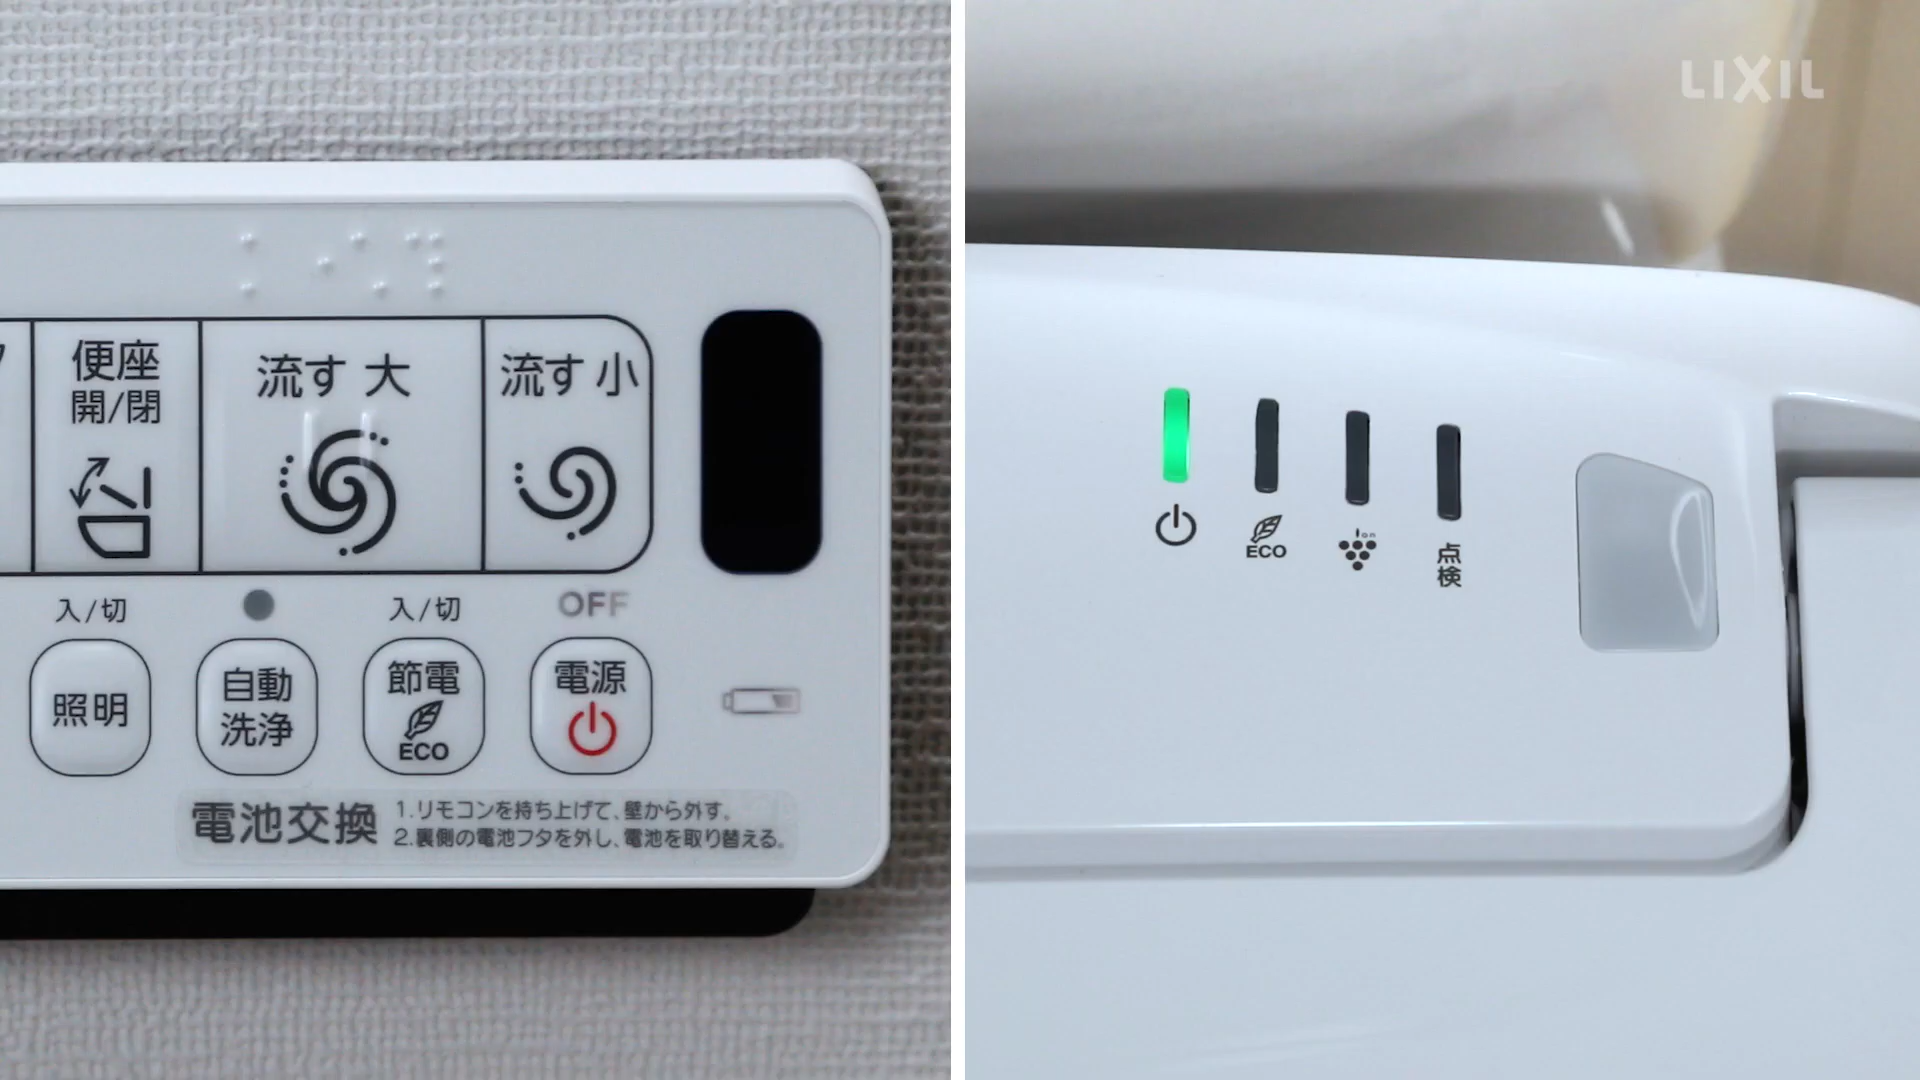 便座
開/閉
流す 大
流す 小
入/切
入/切
OFF
照明
自動
洗浄
節電
ECO
電源
電池交換
1.リモコンを持ち上げて、壁から外す。
2.裏側の電池フタを外し、電池を取り替える。
LIXIL
ECO
ion
点検